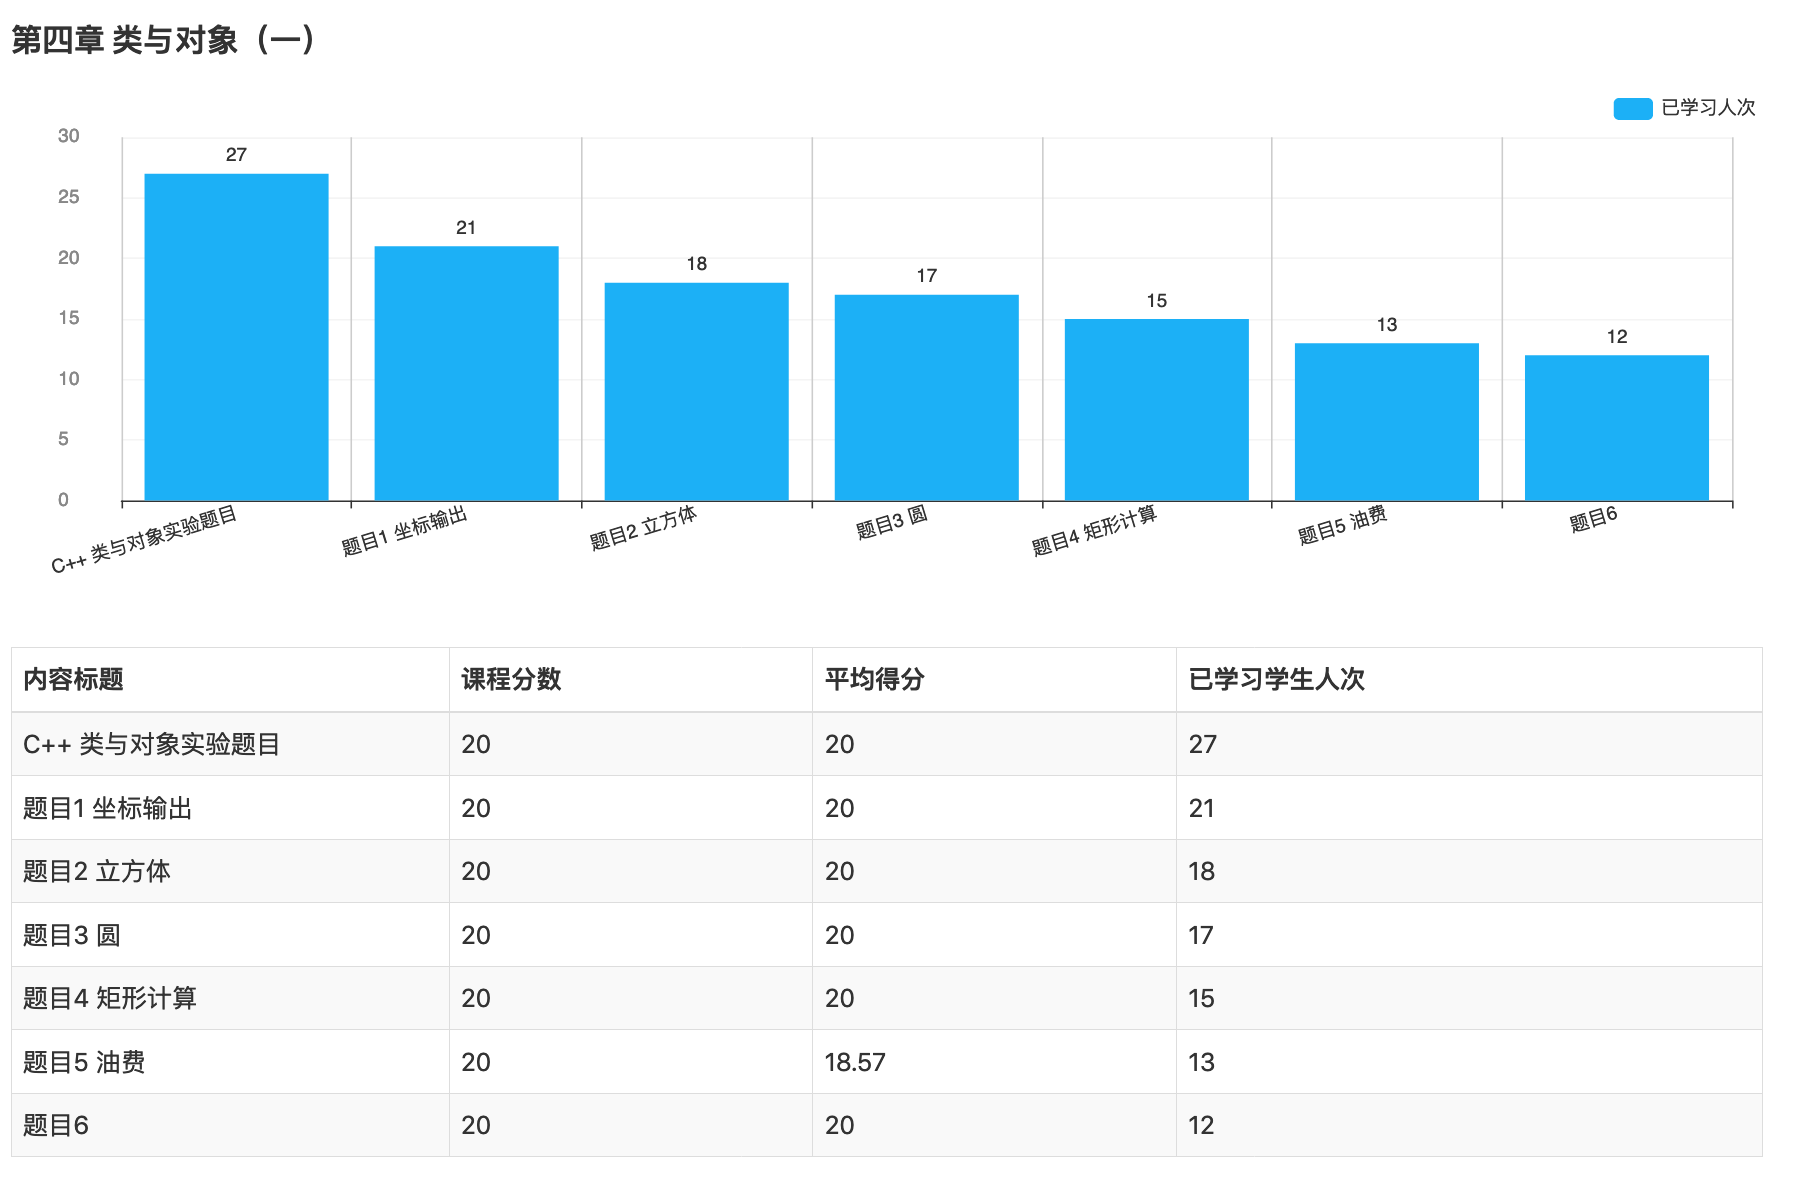 第四章 类与对象（一）
已学习人次
30
25
20
15
10
5
0
27
21
18
17
15
13
12
C++ 类与对象实验题目
题目1 坐标输出
题目2 立方体
题目3 圆
题目4 矩形计算
题目5 油费
题目6
内容标题 课程分数 平均得分 已学习学生人次
C++ 类与对象实验题目 20 20 27
题目1 坐标输出 20 20 21
题目2 立方体 20 20 18
题目3 圆 20 20 17
题目4 矩形计算 20 20 15
题目5 油费 20 18.57 13
题目6 20 20 12